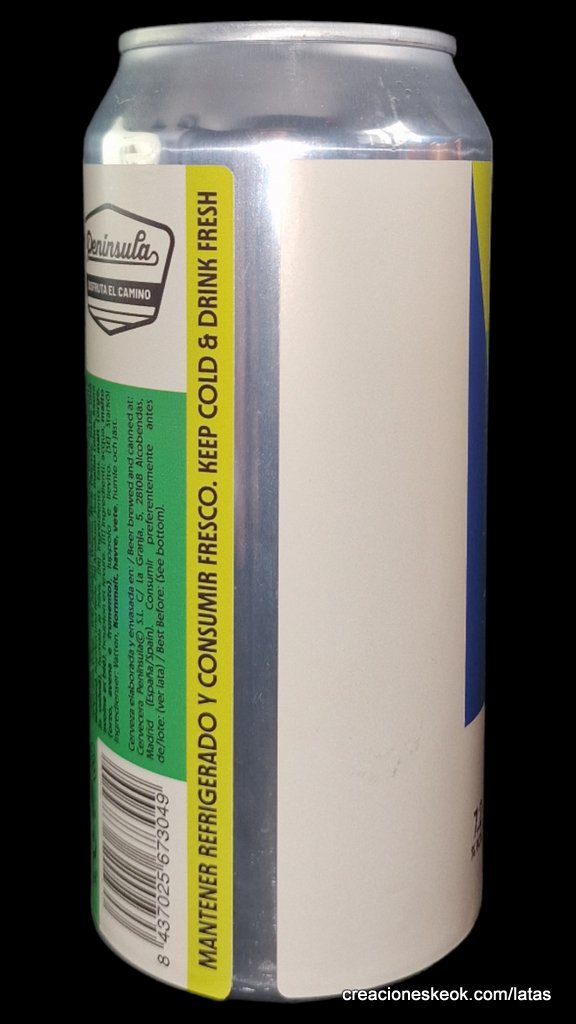 Península
DISFRUTA EL CAMINO
MANTENER REFRIGERADO Y CONSUMIR FRESCO. KEEP COLD & DRINK FRESH
Ingredienser: Vatten, Kornmalt, havre, vete, humle och jäst.
Cerveza elaborada y envasada en: / Beer brewed and canned at:
Cervecera Península© S.L. C/ La Granja, 5, 28108 Alcobendas,
Madrid (España/Spain). Consumir preferentemente antes
de/lote: (ver lata) / Best Before: (See bottom).
8 437025 673049
creacioneskeok.com/latas